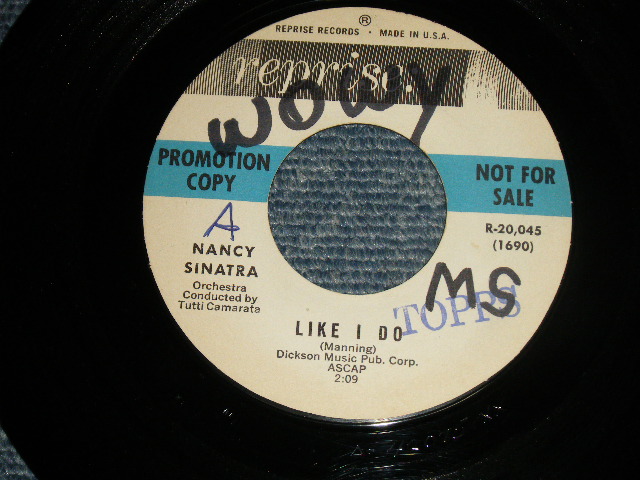 ®
REPRISE RECORDS • MADE IN U.S.A.
reprise:
WOWY
PROMOTION
COPY
NOT FOR
SALE
A
R-20,045
(1690)
NANCY
SINATRA
Orchestra
Conducted by
Tutti Camarata
MS
TOPPS
LIKE I DO
(Manning)
Dickson Music Pub. Corp.
ASCAP
2:09